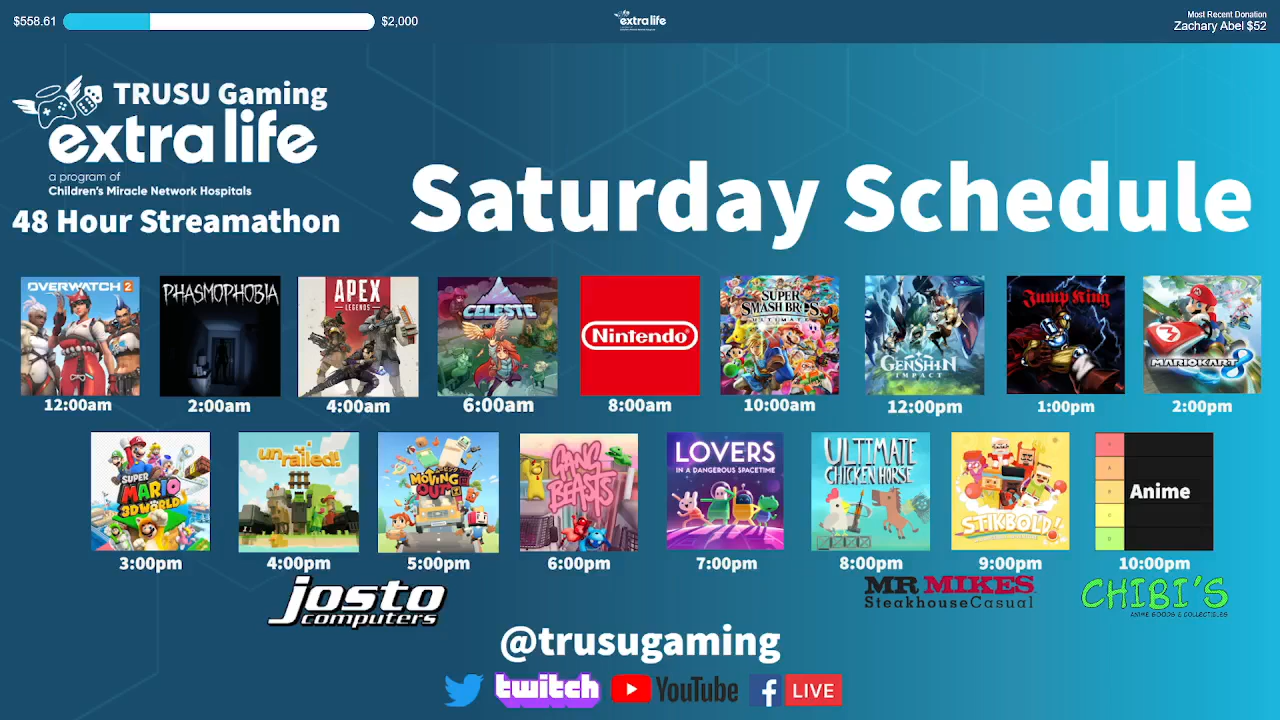 $558.61
$2,000
extra life
Most Recent Donation
Zachary Abel $52
TRUSU Gaming
extra life
a program of
Children's Miracle Network Hospitals
48 Hour Streamathon
Saturday Schedule
OVERWATCH 2
PHASMOPHOBIA
APEX
LEGENDS
CELESTE
Nintendo
SUPER
SMASH BROS.
ULTIMATE
GENSHIN
IMPACT
Jump King
MARIOKART 8
12:00am
2:00am
4:00am
6:00am
8:00am
10:00am
12:00pm
1:00pm
2:00pm
SUPER
MARIO
3D WORLD
unrailed!
MOVING
OUT
GANG
BEASTS
LOVERS
IN A DANGEROUS SPACETIME
ULTIMATE
CHICKEN HORSE
STIKBOLD!
Anime
3:00pm
4:00pm
5:00pm
6:00pm
7:00pm
8:00pm
9:00pm
10:00pm
josto
computers
MR MIKES
SteakhouseCasual
CHIBI'S
ANIME GOODS & COLLECTIBLES
@trusugaming
twitch
YouTube
f LIVE